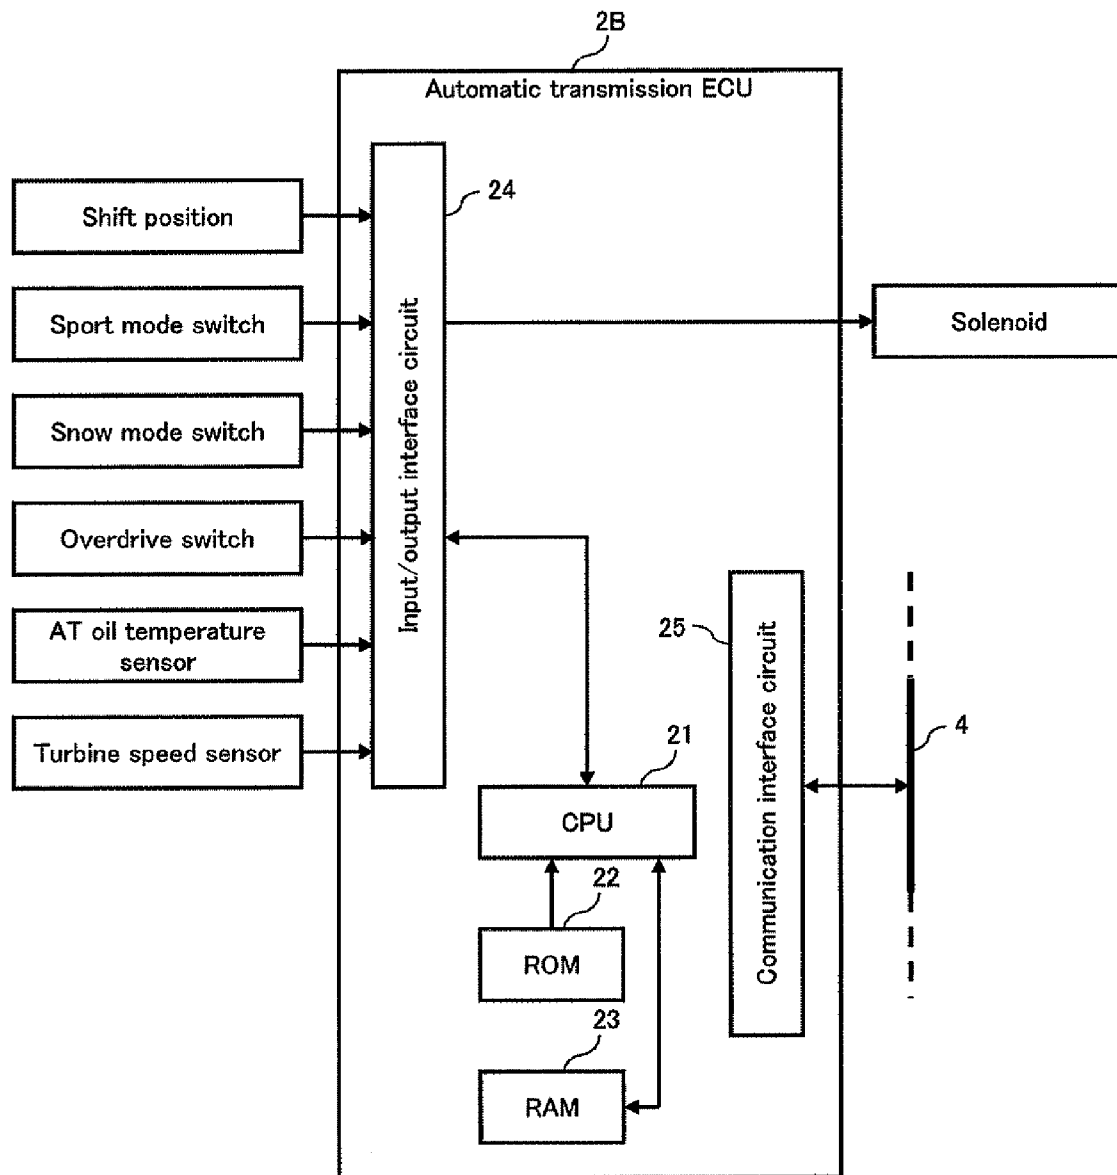 2B
Automatic transmission ECU
24
Shift position
Sport mode switch
Snow mode switch
Overdrive switch
AT oil temperature
sensor
Turbine speed sensor
Input/output interface circuit
Solenoid
25
Communication interface circuit
4
21
CPU
22
ROM
23
RAM